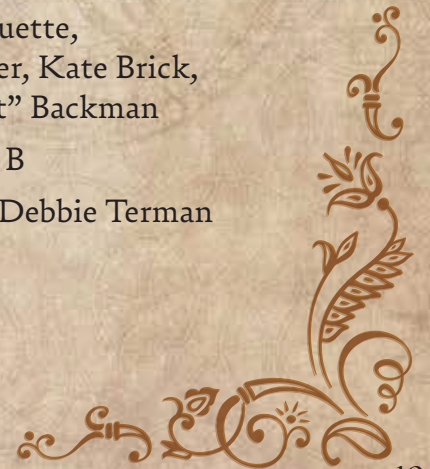 uette,
er, Kate Brick,
t” Backman
B
Debbie Terman